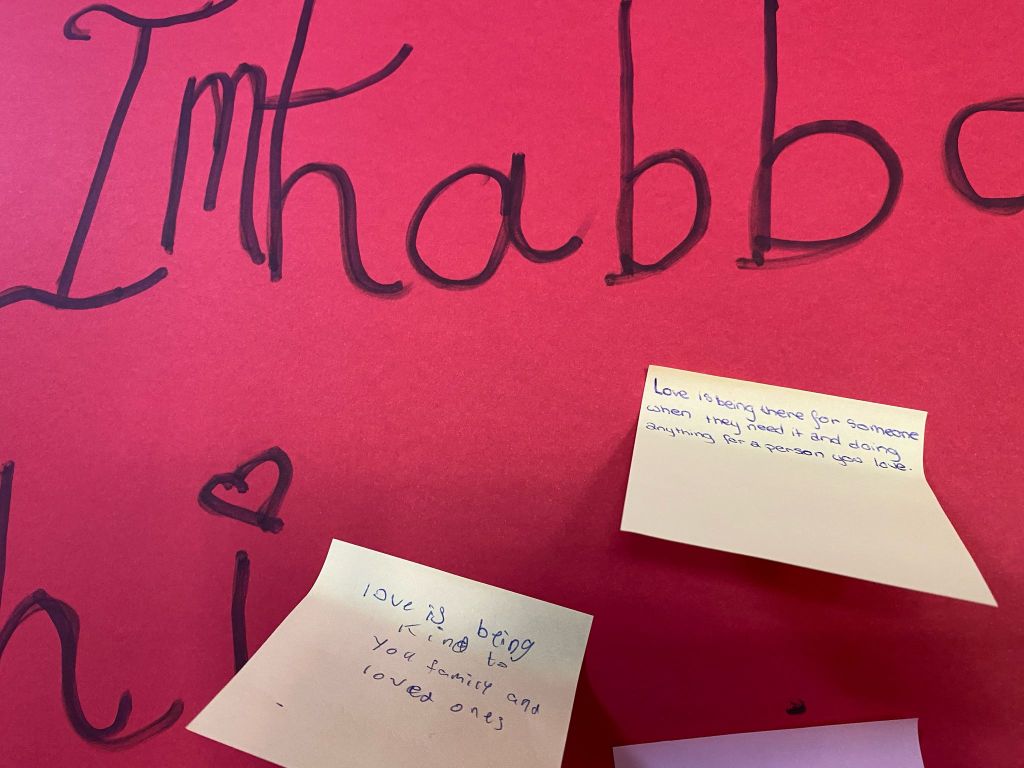 Imhabba
hi
Love is being there for someone
when they need it and doing
anything for a person you love.
love is being
kind to
you family and
loved ones